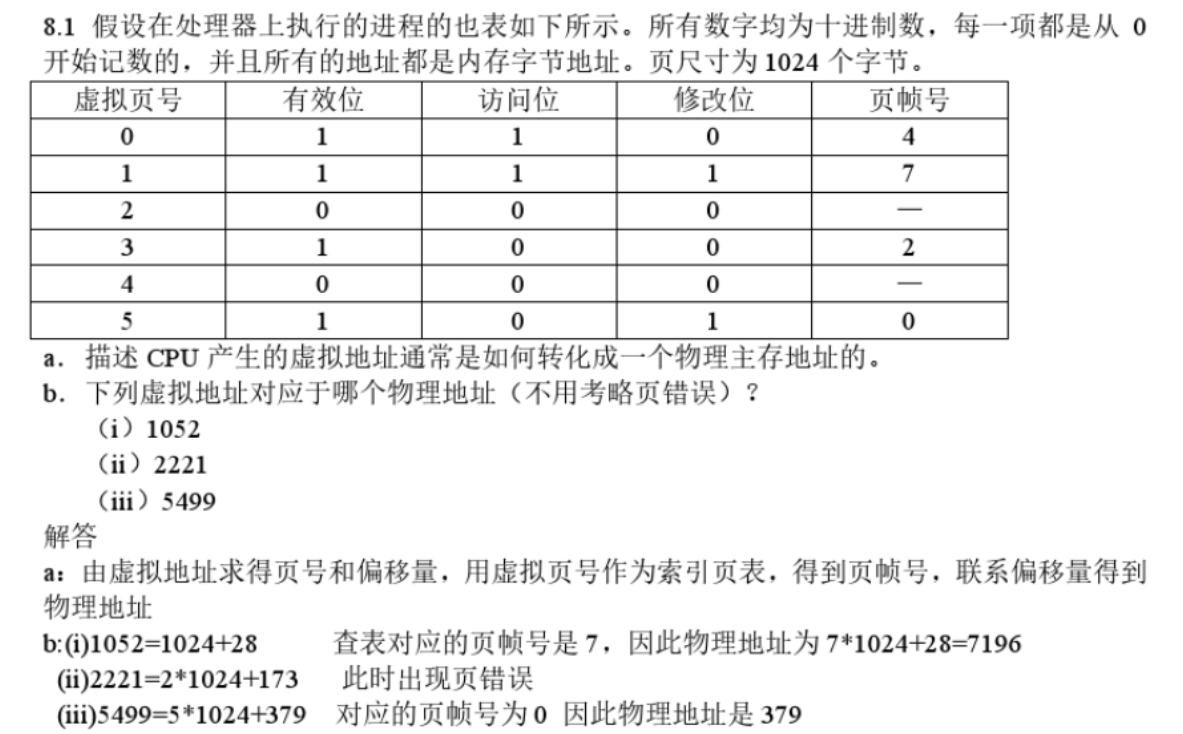 8.1 假设在处理器上执行的进程的也表如下所示。所有数字均为十进制数，每一项都是从 0
开始记数的，并且所有的地址都是内存字节地址。页尺寸为 1024 个字节。
虚拟页号 有效位 访问位 修改位 页帧号
0 1 1 0 4
1 1 1 1 7
2 0 0 0 —
3 1 0 0 2
4 0 0 0 —
5 1 0 1 0
a. 描述 CPU 产生的虚拟地址通常是如何转化成一个物理主存地址的。
b. 下列虚拟地址对应于哪个物理地址（不用考略页错误）？
（i）1052
（ii）2221
（iii）5499
解答
a：由虚拟地址求得页号和偏移量，用虚拟页号作为索引页表，得到页帧号，联系偏移量得到
物理地址
b:(i)1052=1024+28 查表对应的页帧号是 7，因此物理地址为 7*1024+28=7196
(ii)2221=2*1024+173 此时出现页错误
(iii)5499=5*1024+379 对应的页帧号为 0 因此物理地址是 379